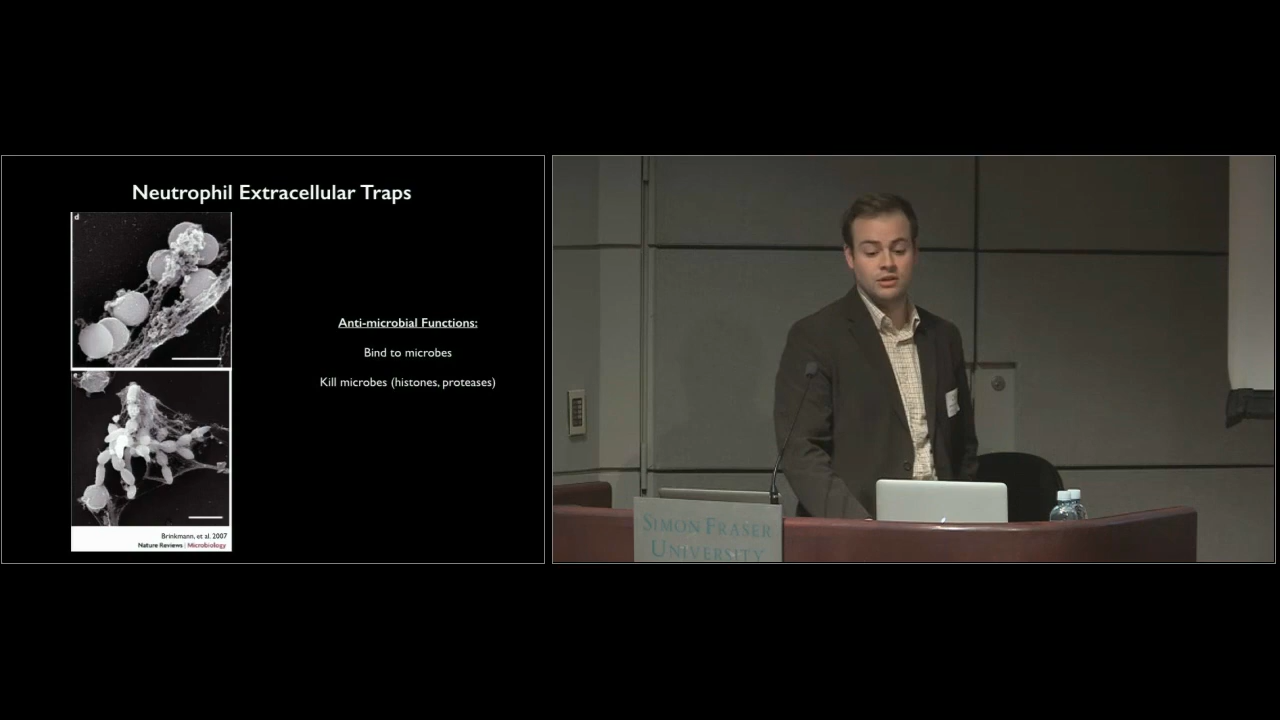 Neutrophil Extracellular Traps
d
Anti-microbial Functions:
Bind to microbes
Kill microbes (histones, proteases)
Brinkmann, et al. 2007
Nature Reviews | Microbiology
SIMON FRASER
UNIVERSITY